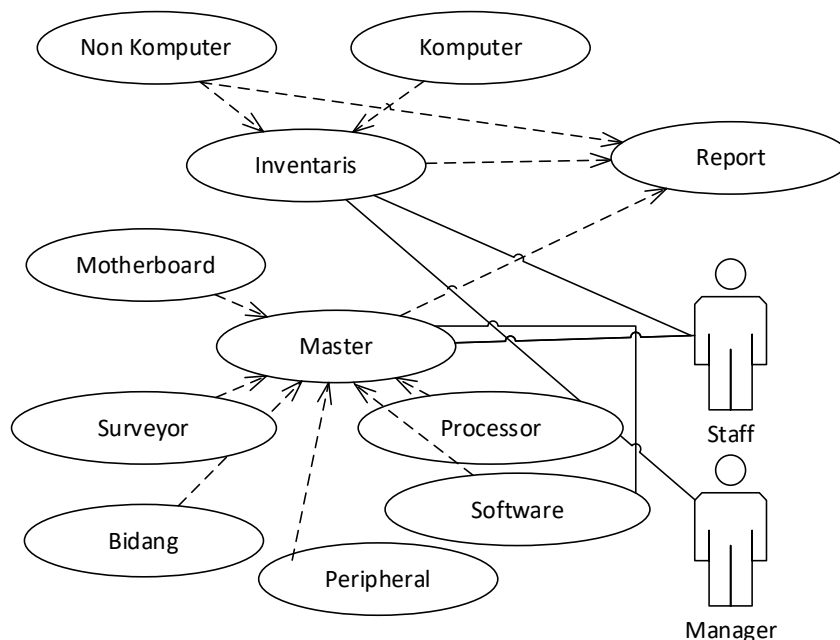 Non Komputer
Komputer
Inventaris
Report
Motherboard
Master
Surveyor
Processor
Staff
Software
Bidang
Peripheral
Manager